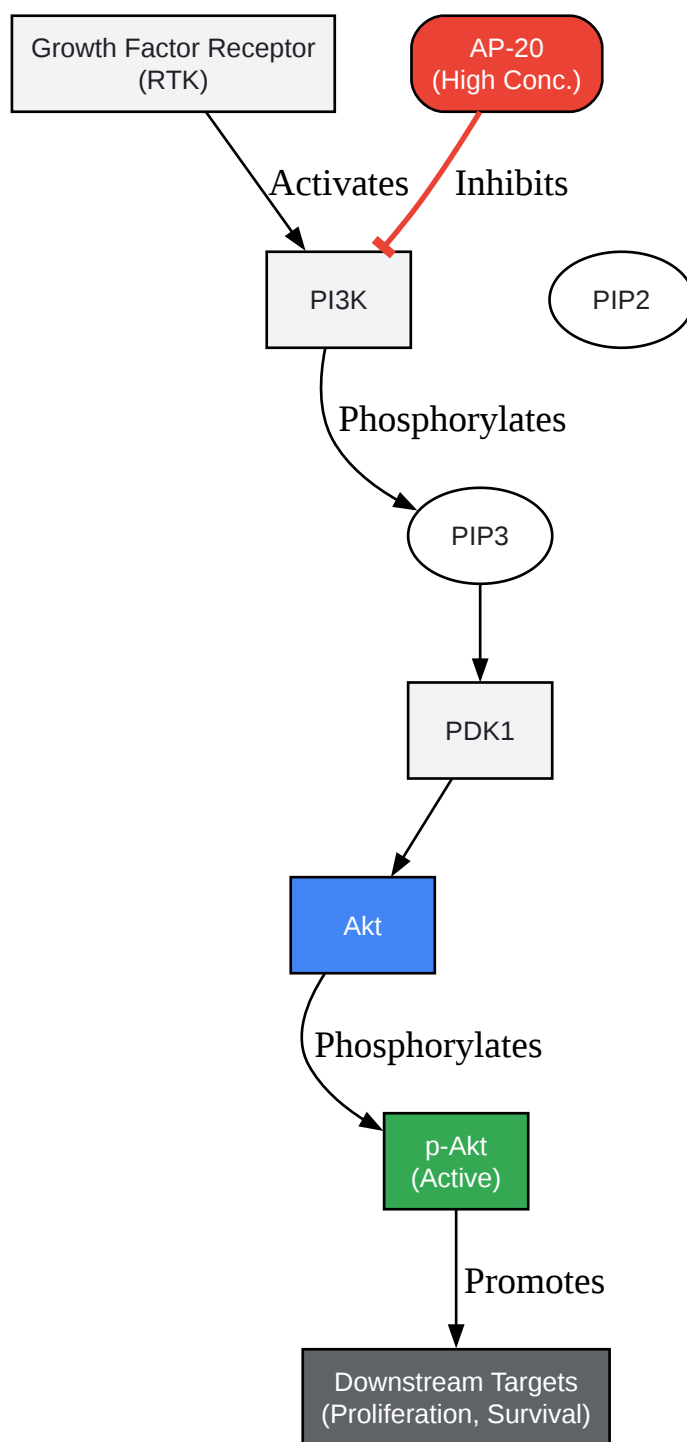 Growth Factor Receptor
(RTK)
AP-20
(High Conc.)
Activates
Inhibits
PI3K
PIP2
Phosphorylates
PIP3
PDK1
Akt
Phosphorylates
p-Akt
(Active)
Promotes
Downstream Targets
(Proliferation, Survival)